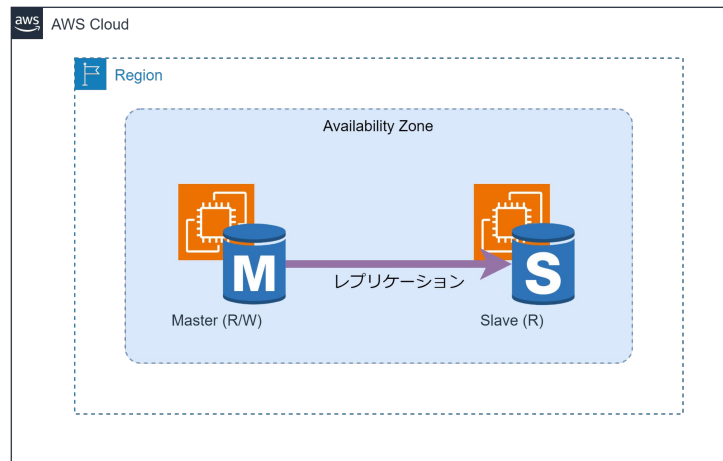 aws
AWS Cloud
Region
Availability Zone
M
S
レプリケーション
Master (R/W)
Slave (R)